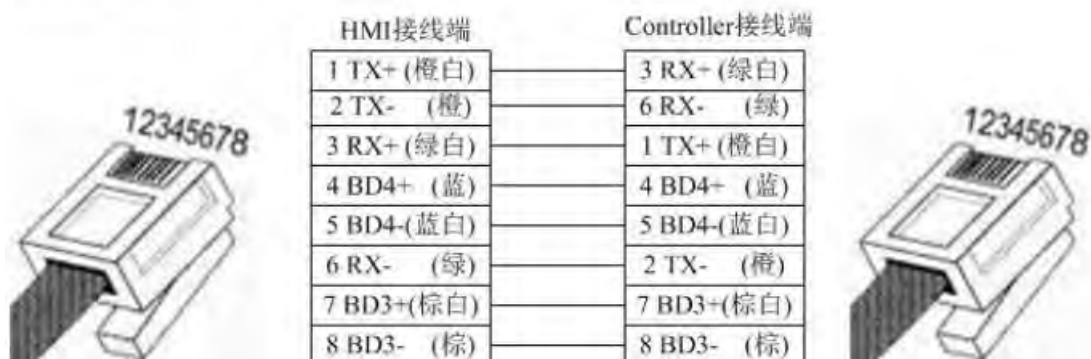 HMI接线端
Controller接线端
1 TX+ (橙白)
3 RX+ (绿白)
2 TX- (橙)
6 RX- (绿)
3 RX+ (绿白)
1 TX+ (橙白)
4 BD4+ (蓝)
4 BD4+ (蓝)
5 BD4-(蓝白)
5 BD4-(蓝白)
6 RX- (绿)
2 TX- (橙)
7 BD3+(棕白)
7 BD3+(棕白)
8 BD3- (棕)
8 BD3- (棕)
12345678
12345678